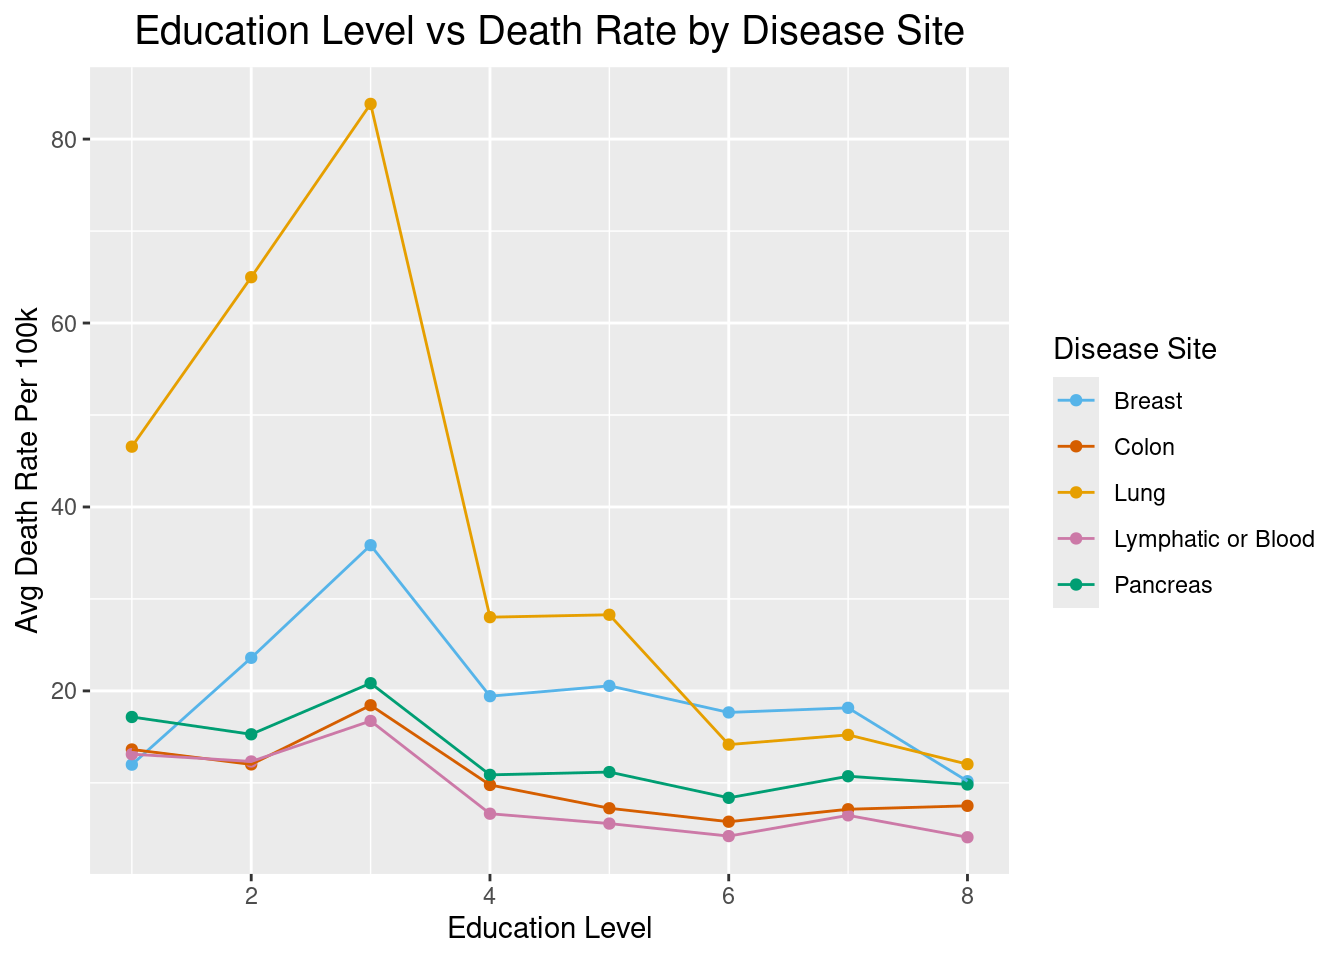 Education Level vs Death Rate by Disease Site
Avg Death Rate Per 100k
80
60
40
20
2 4 6 8
Education Level
Disease Site
Breast
Colon
Lung
Lymphatic or Blood
Pancreas